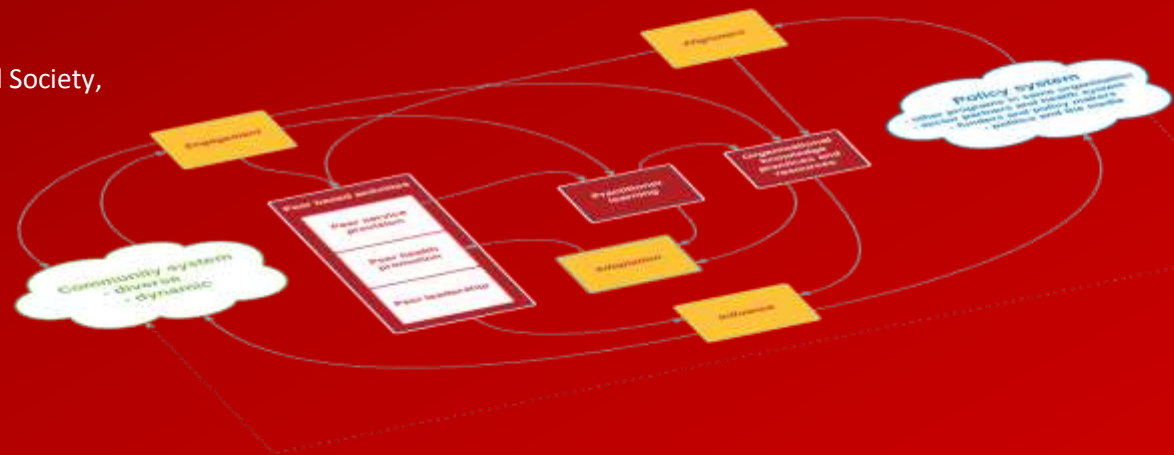 l Society,
Alignment
Engagement
Policy system
- other programs in same organisation
- sector partners and health system
- funders and policy makers
- politics and the media
Organisational
knowledge
practices and
resources
Practitioner
learning
Peer based activities
Peer service
provision
Peer health
promotion
Peer leadership
Adaptation
Influence
Community system
- diverse
- dynamic